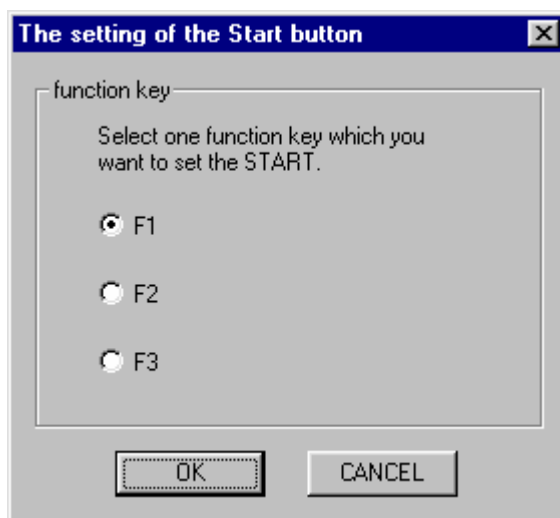 The setting of the Start button
function key
Select one function key which you
want to set the START.
F1
F2
F3
OK
CANCEL